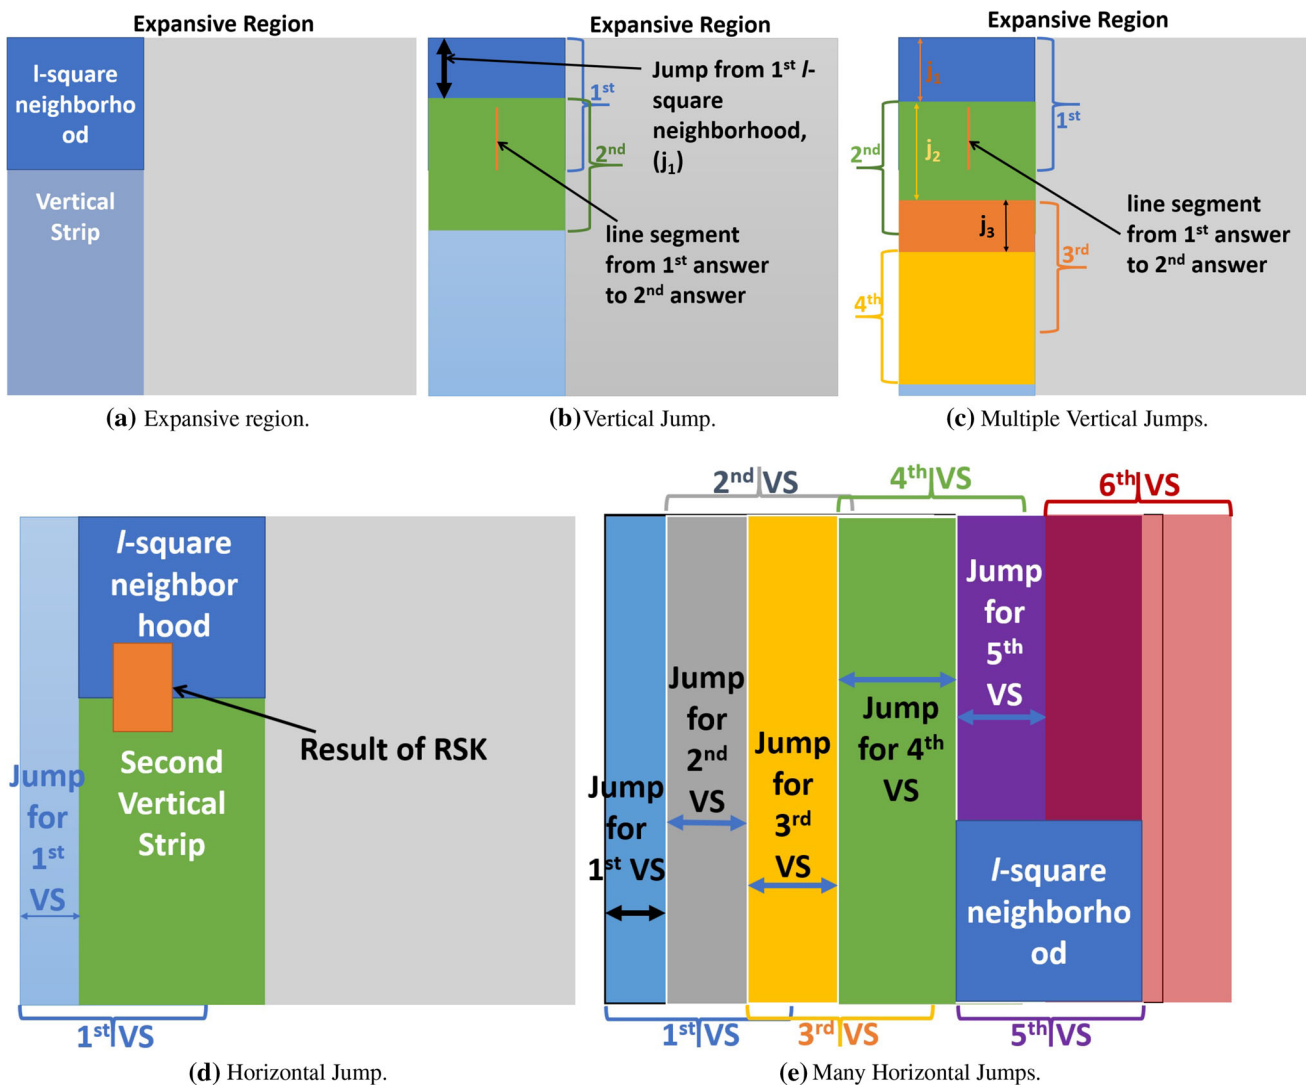 Expansive Region
l-square
neighborho
od
Vertical
Strip
(a) Expansive region.
Expansive Region
Jump from 1st l-
square
neighborhood,
(j1)
1st
2nd
line segment
from 1st answer
to 2nd answer
(b) Vertical Jump.
Expansive Region
j1
1st
2nd
j2
j3
3rd
4th
line segment
from 1st answer
to 2nd answer
(c) Multiple Vertical Jumps.
l-square
neighbor
hood
Result of RSK
Second
Vertical
Strip
Jump
for
1st
VS
1st VS
(d) Horizontal Jump.
2nd VS
4th VS
6th VS
Jump
for
5th
VS
Jump
for
2nd
VS
Jump
for 4th
VS
Jump
for
3rd
VS
Jump
for
1st VS
l-square
neighborho
od
1st VS
3rd VS
5th VS
(e) Many Horizontal Jumps.